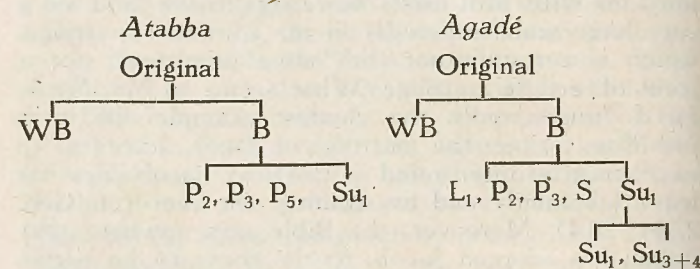 Atabba Agadé
Original Original
WB B WB B
P₂, P₃, P₅, Su₁ L₁, P₂, P₃, S Su₁
Su₁, Su₃₊₄